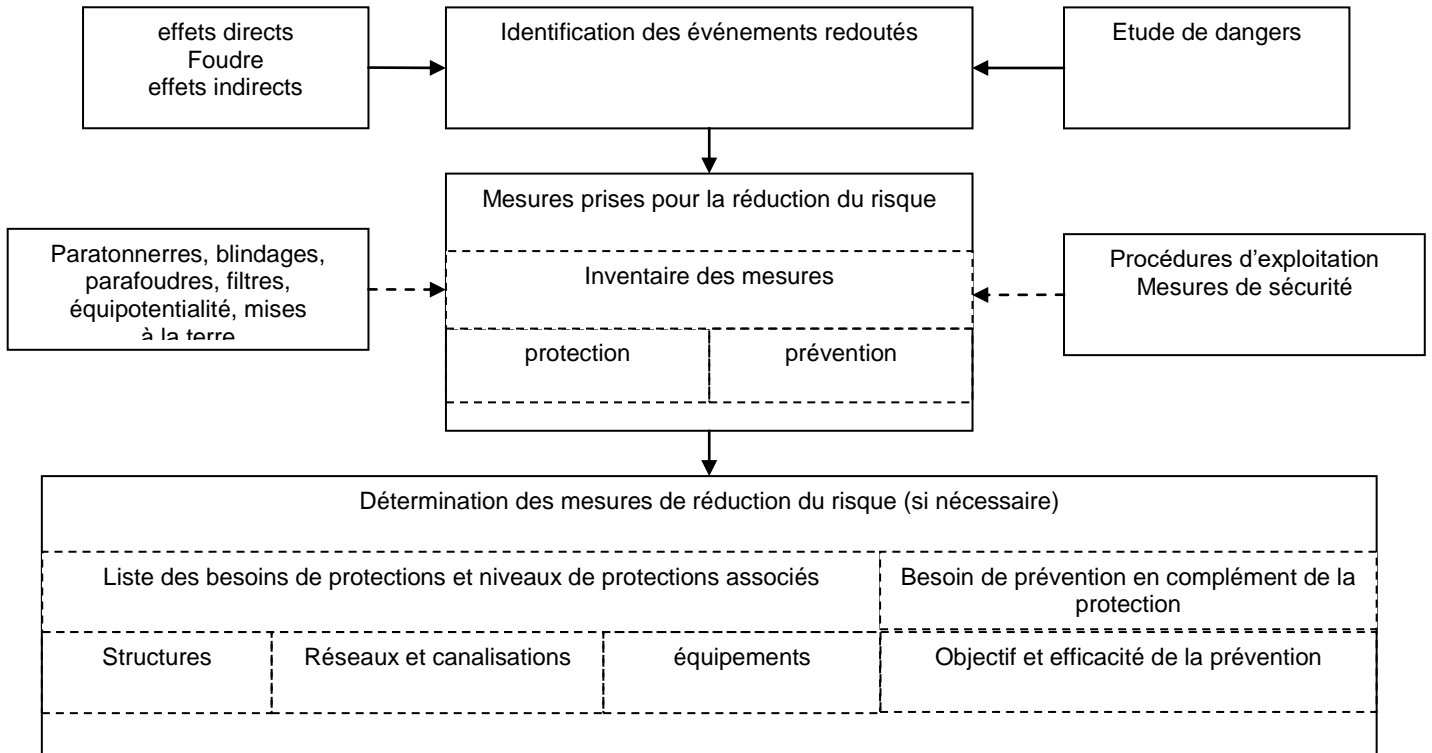 effets directs
Foudre
effets indirects
Identification des événements redoutés
Etude de dangers
Mesures prises pour la réduction du risque
Paratonnerres, blindages,
parafoudres, filtres,
équipotentialité, mises
à la terre
Inventaire des mesures
Procédures d’exploitation
Mesures de sécurité
protection
prévention
Détermination des mesures de réduction du risque (si nécessaire)
Liste des besoins de protections et niveaux de protections associés
Besoin de prévention en complément de la
protection
Structures
Réseaux et canalisations
équipements
Objectif et efficacité de la prévention